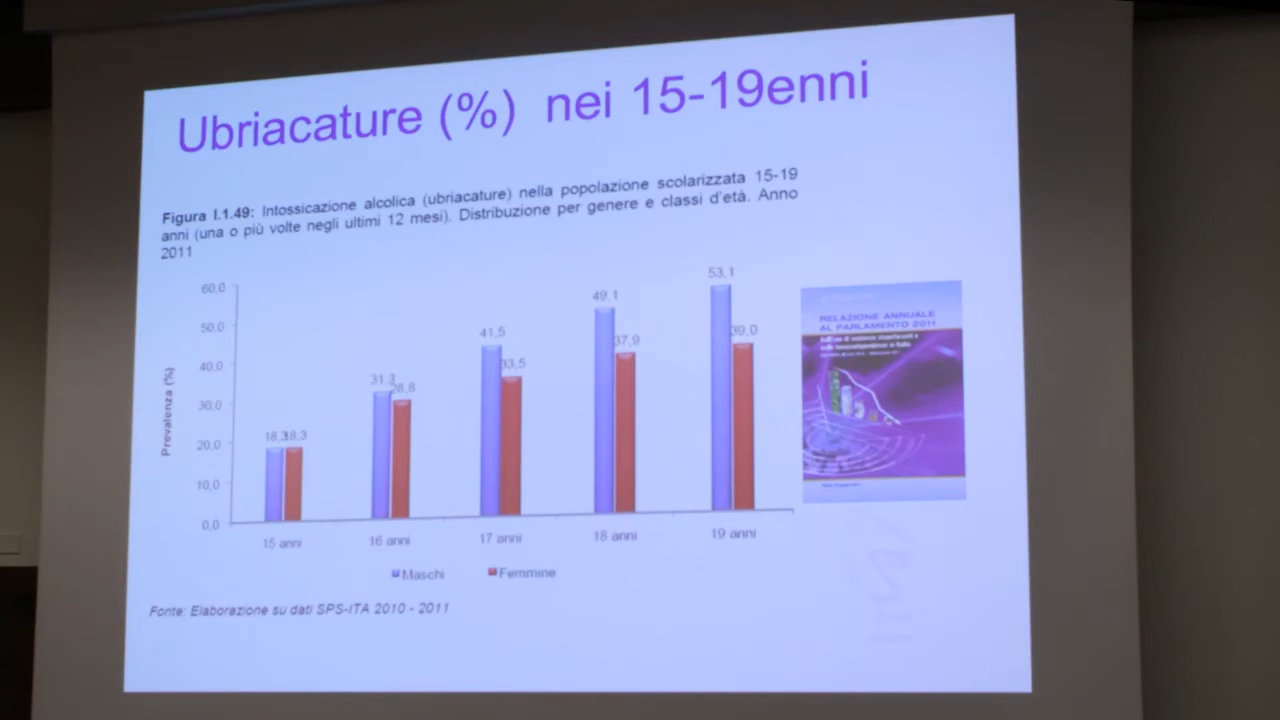 Ubriacature (%) nei 15-19enni
Figura I.1.49: Intossicazione alcolica (ubriacature) nella popolazione scolarizzata 15-19
anni (una o più volte negli ultimi 12 mesi). Distribuzione per genere e classi d'età. Anno
2011
Prevalenza (%)
60,0
50,0
40,0
30,0
20,0
10,0
0,0
18,3 18,3
31,3 28,8
41,5 33,5
49,1 37,9
53,1 39,0
15 anni 16 anni 17 anni 18 anni 19 anni
Maschi Femmine
Fonte: Elaborazione su dati SPS-ITA 2010 - 2011
RELAZIONE ANNUALE
AL PARLAMENTO 2011